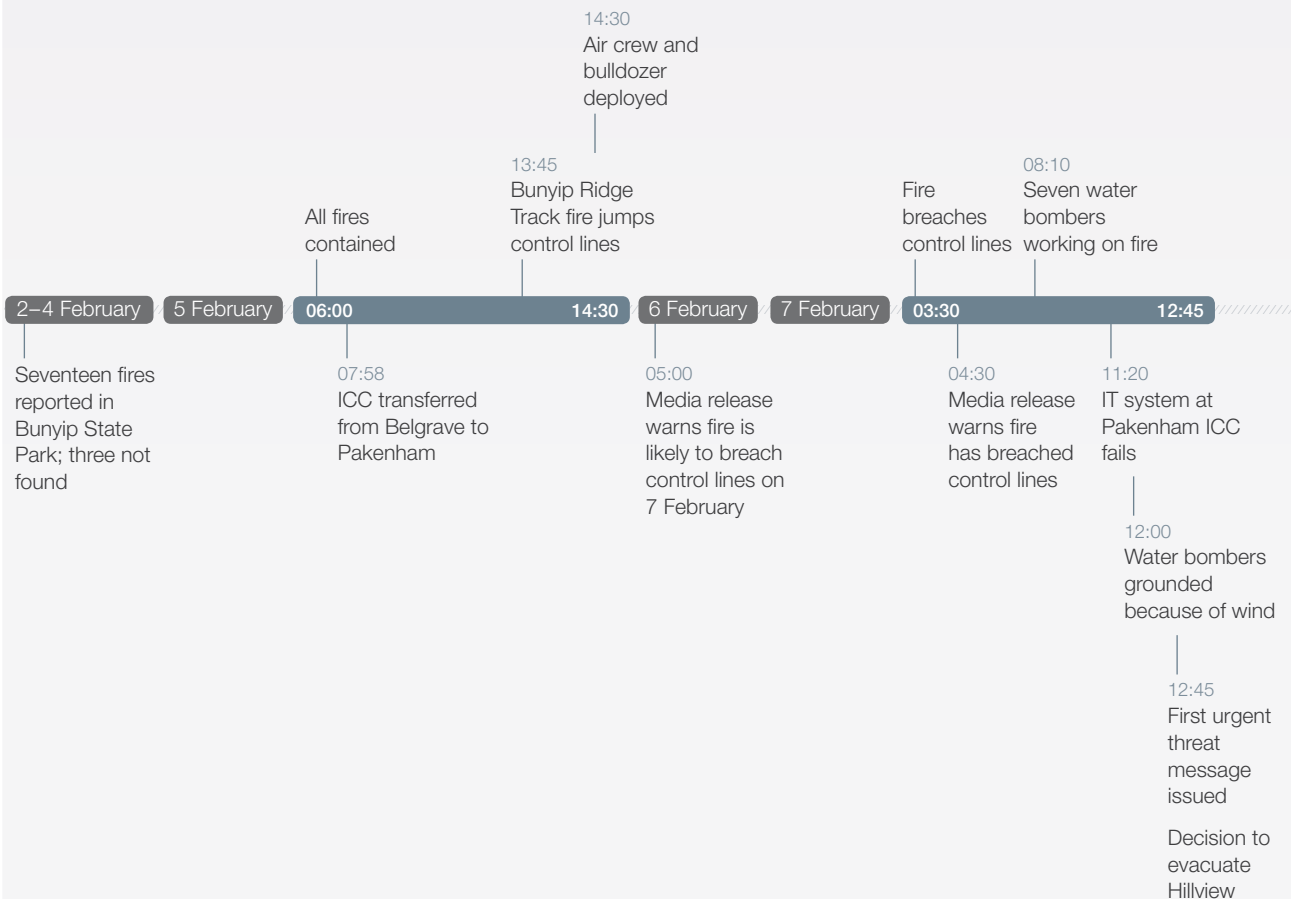 14:30
Air crew and
bulldozer
deployed
13:45
Bunyip Ridge
Track fire jumps
control lines
All fires
contained
Fire
breaches
control lines
08:10
Seven water
bombers
working on fire
2–4 February
5 February
06:00
14:30
6 February
7 February
03:30
12:45
Seventeen fires
reported in
Bunyip State
Park; three not
found
07:58
ICC transferred
from Belgrave to
Pakenham
05:00
Media release
warns fire is
likely to breach
control lines on
7 February
04:30
Media release
warns fire
has breached
control lines
11:20
IT system at
Pakenham ICC
fails
12:00
Water bombers
grounded
because of wind
12:45
First urgent
threat
message
issued
Decision to
evacuate
Hillview